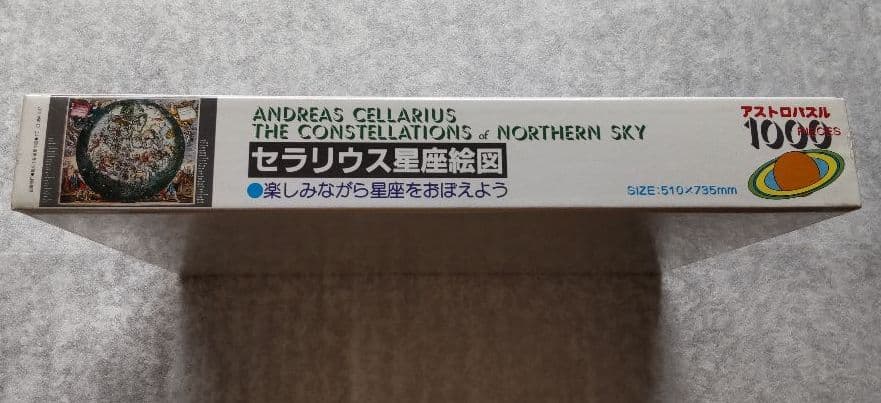 ANDREAS CELLARIUS
THE CONSTELLATIONS of NORTHERN SKY
セラリウス星座絵図
●楽しみながら星座をおぼえよう
アストロパズル
1000 PIECES
SIZE:510×735mm